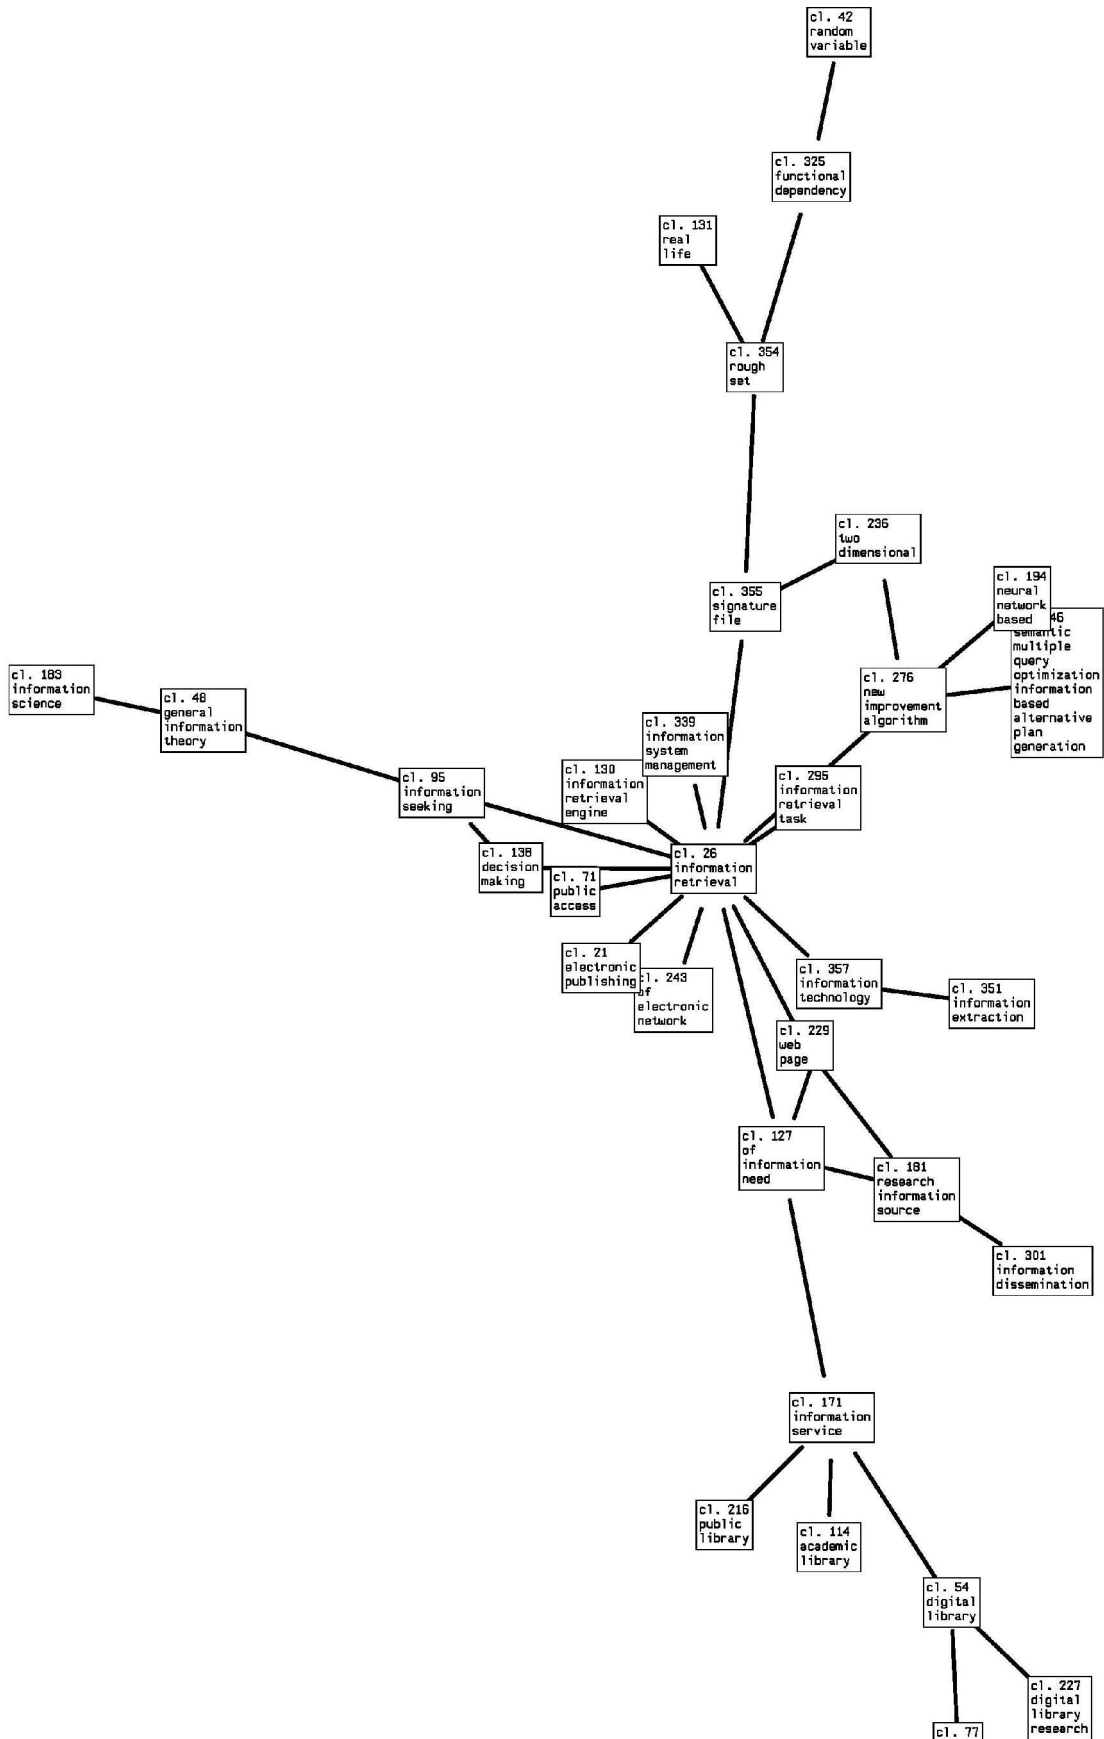 cl. 42
random
variable
cl. 325
functional
dependency
cl. 131
real
life
cl. 354
rough
set
cl. 236
two
dimensional
cl. 355
signature
file
cl. 194
neural
network
based
46
semantic
multiple
query
optimization
information
based
alternative
plan
generation
cl. 183
information
science
cl. 48
general
information
theory
cl. 276
new
improvement
algorithm
cl. 339
information
system
management
cl. 130
information
retrieval
engine
cl. 95
information
seeking
cl. 295
information
retrieval
task
cl. 26
information
retrieval
cl. 138
decision
making
cl. 71
public
access
cl. 21
electronic
publishing
cl. 243
of
electronic
network
cl. 357
information
technology
cl. 351
information
extraction
cl. 229
web
page
cl. 127
of
information
need
cl. 181
research
information
source
cl. 301
information
dissemination
cl. 171
information
service
cl. 216
public
library
cl. 114
academic
library
cl. 54
digital
library
cl. 227
digital
library
research
cl. 77